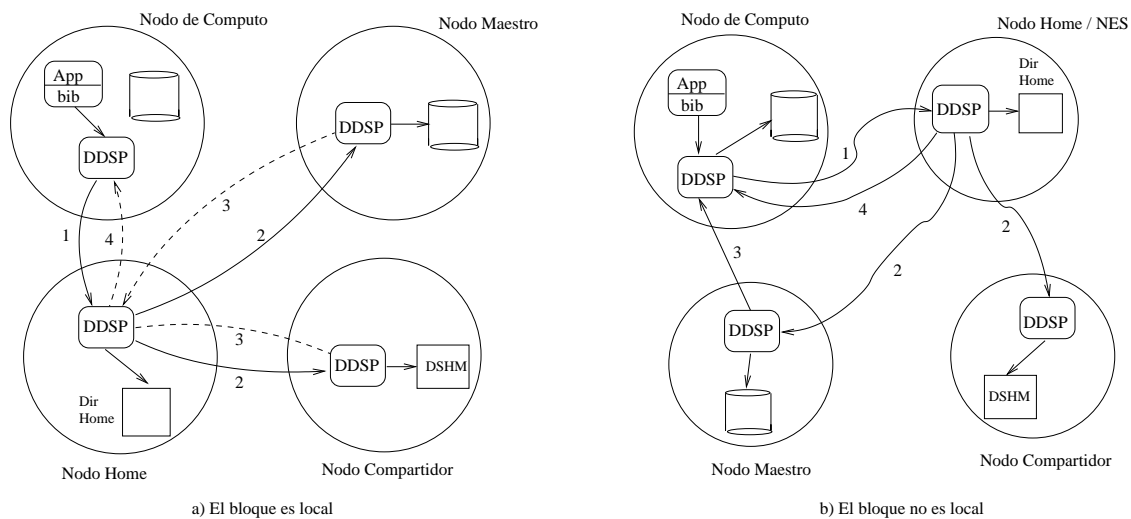 Nodo de Computo
Nodo Maestro
App
bib
DDSP
DDSP
3
2
1
4
DDSP
3
2
DDSP
DSHM
Dir
Home
Nodo Home
Nodo Compartidor
a) El bloque es local
Nodo de Computo
Nodo Home / NES
App
bib
Dir
Home
DDSP
1
DDSP
4
2
3
2
DDSP
DDSP
DSHM
Nodo Maestro
Nodo Compartidor
b) El bloque no es local